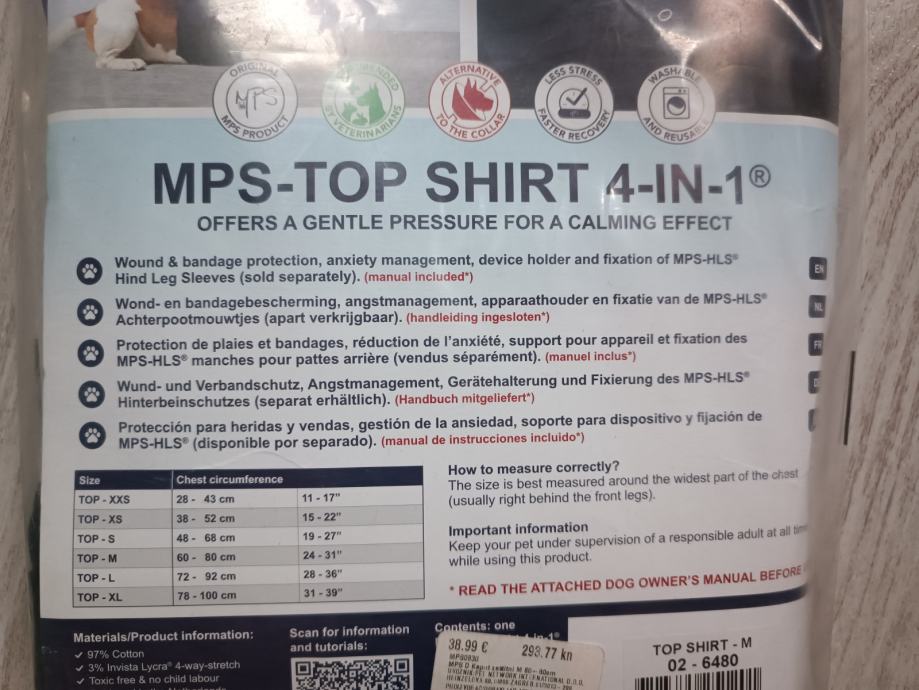 ORIGINAL
MPS
MPS PRODUCT
BY VETERINARIANS
ALTERNATIVE
TO THE COLLAR
LESS STRESS
FASTER RECOVERY
WASHABLE
AND REUSABLE
MPS-TOP SHIRT 4-IN-1®
OFFERS A GENTLE PRESSURE FOR A CALMING EFFECT
Wound & bandage protection, anxiety management, device holder and fixation of MPS-HLS®
Hind Leg Sleeves (sold separately). (manual included*)
EN
Wond- en bandagebescherming, angstmanagement, apparaathouder en fixatie van de MPS-HLS®
Achterpootmouwtjes (apart verkrijgbaar). (handleiding ingesloten*)
NL
Protection de plaies et bandages, réduction de l'anxiété, support pour appareil et fixation des
MPS-HLS® manches pour pattes arrière (vendus séparément). (manuel inclus*)
FR
Wund- und Verbandschutz, Angstmanagement, Gerätehalterung und Fixierung des MPS-HLS®
Hinterbeinschutzes (separat erhältlich). (Handbuch mitgeliefert*)
Protección para heridas y vendas, gestión de la ansiedad, soporte para dispositivo y fijación de
MPS-HLS® (disponible por separado). (manual de instrucciones incluido*)
Size Chest circumference
TOP - XXS 28 - 43 cm 11 - 17"
TOP - XS 38 - 52 cm 15 - 22"
TOP - S 48 - 68 cm 19 - 27"
TOP - M 60 - 80 cm 24 - 31"
TOP - L 72 - 92 cm 28 - 36"
TOP - XL 78 - 100 cm 31 - 39"
How to measure correctly?
The size is best measured around the widest part of the chest
(usually right behind the front legs).
Important information
Keep your pet under supervision of a responsible adult at all
while using this product.
* READ THE ATTACHED DOG OWNER'S MANUAL BEFORE
Materials/Product information:
✓ 97% Cotton
✓ 3% Invista Lycra® 4-way-stretch
✓ Toxic free & no child labour
Scan for information
and tutorials:
Contents: one
38.99 € 293.77 kn
TOP SHIRT - M
02 - 6480